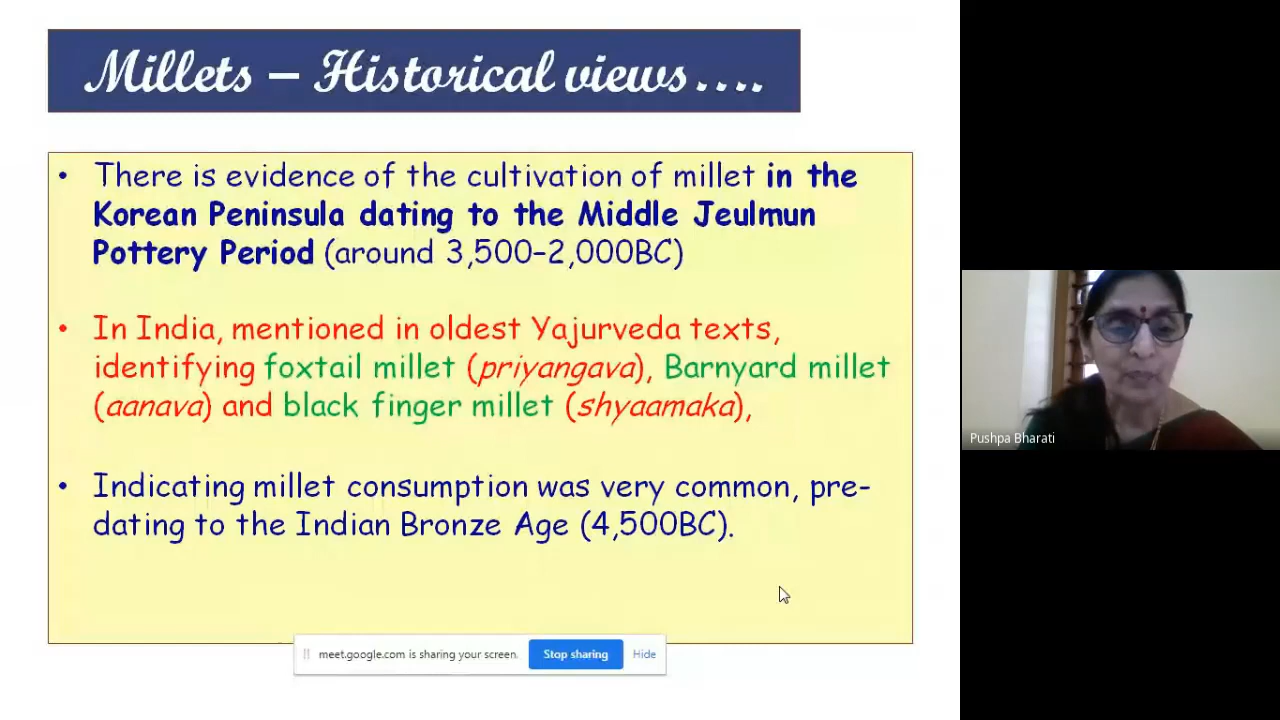 Millets – Historical views....
• There is evidence of the cultivation of millet in the
Korean Peninsula dating to the Middle Jeulmun
Pottery Period (around 3,500–2,000BC)
• In India, mentioned in oldest Yajurveda texts,
identifying foxtail millet (priyangava), Barnyard millet
(aanava) and black finger millet (shyaamaka),
• Indicating millet consumption was very common, pre-
dating to the Indian Bronze Age (4,500BC).
Pushpa Bharati
meet.google.com is sharing your screen. Stop sharing Hide